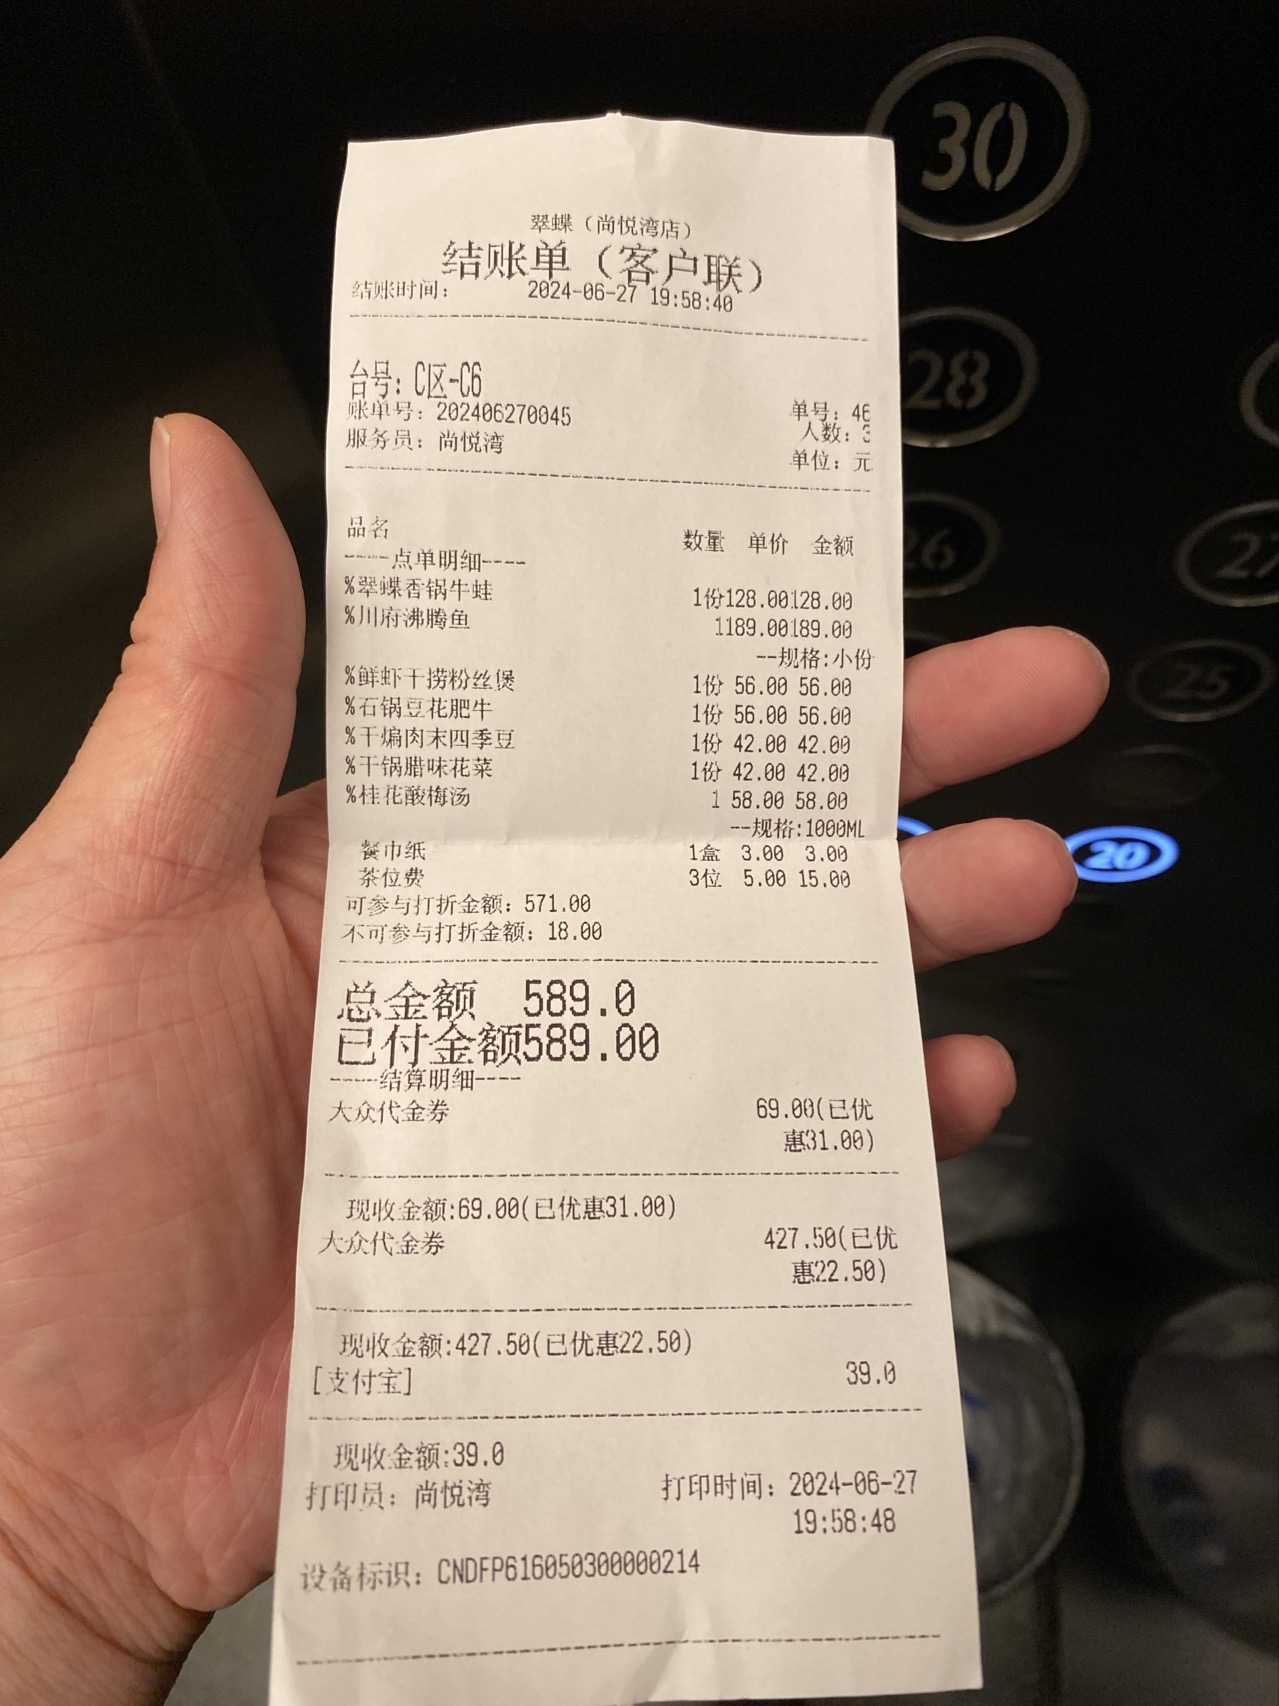 翠蝶（尚悦湾店）
结账单（客户联）
结账时间： 2024-06-27 19:58:40
台号：C区-C6
账单号：202406270045 单号：46
服务员：尚悦湾 人数：3
单位：元
品名 数量 单价 金额
----点单明细----
%翠蝶香锅牛蛙 1份128.00128.00
%川府沸腾鱼 1189.00189.00
--规格:小份
%鲜虾干捞粉丝煲 1份 56.00 56.00
%石锅豆花肥牛 1份 56.00 56.00
%干煸肉末四季豆 1份 42.00 42.00
%干锅腊味花菜 1份 42.00 42.00
%桂花酸梅汤 1 58.00 58.00
--规格:1000ML
餐巾纸 1盒 3.00 3.00
茶位费 3位 5.00 15.00
可参与打折金额：571.00
不可参与打折金额：18.00
总金额 589.0
已付金额589.00
----结算明细----
大众代金券 69.00(已优
惠31.00)
现收金额:69.00(已优惠31.00)
大众代金券 427.50(已优
惠22.50)
现收金额:427.50(已优惠22.50)
[支付宝] 39.0
现收金额:39.0
打印员：尚悦湾 打印时间：2024-06-27
19:58:48
设备标识：CNDFP616050300000214
30
28
26
27
25
20